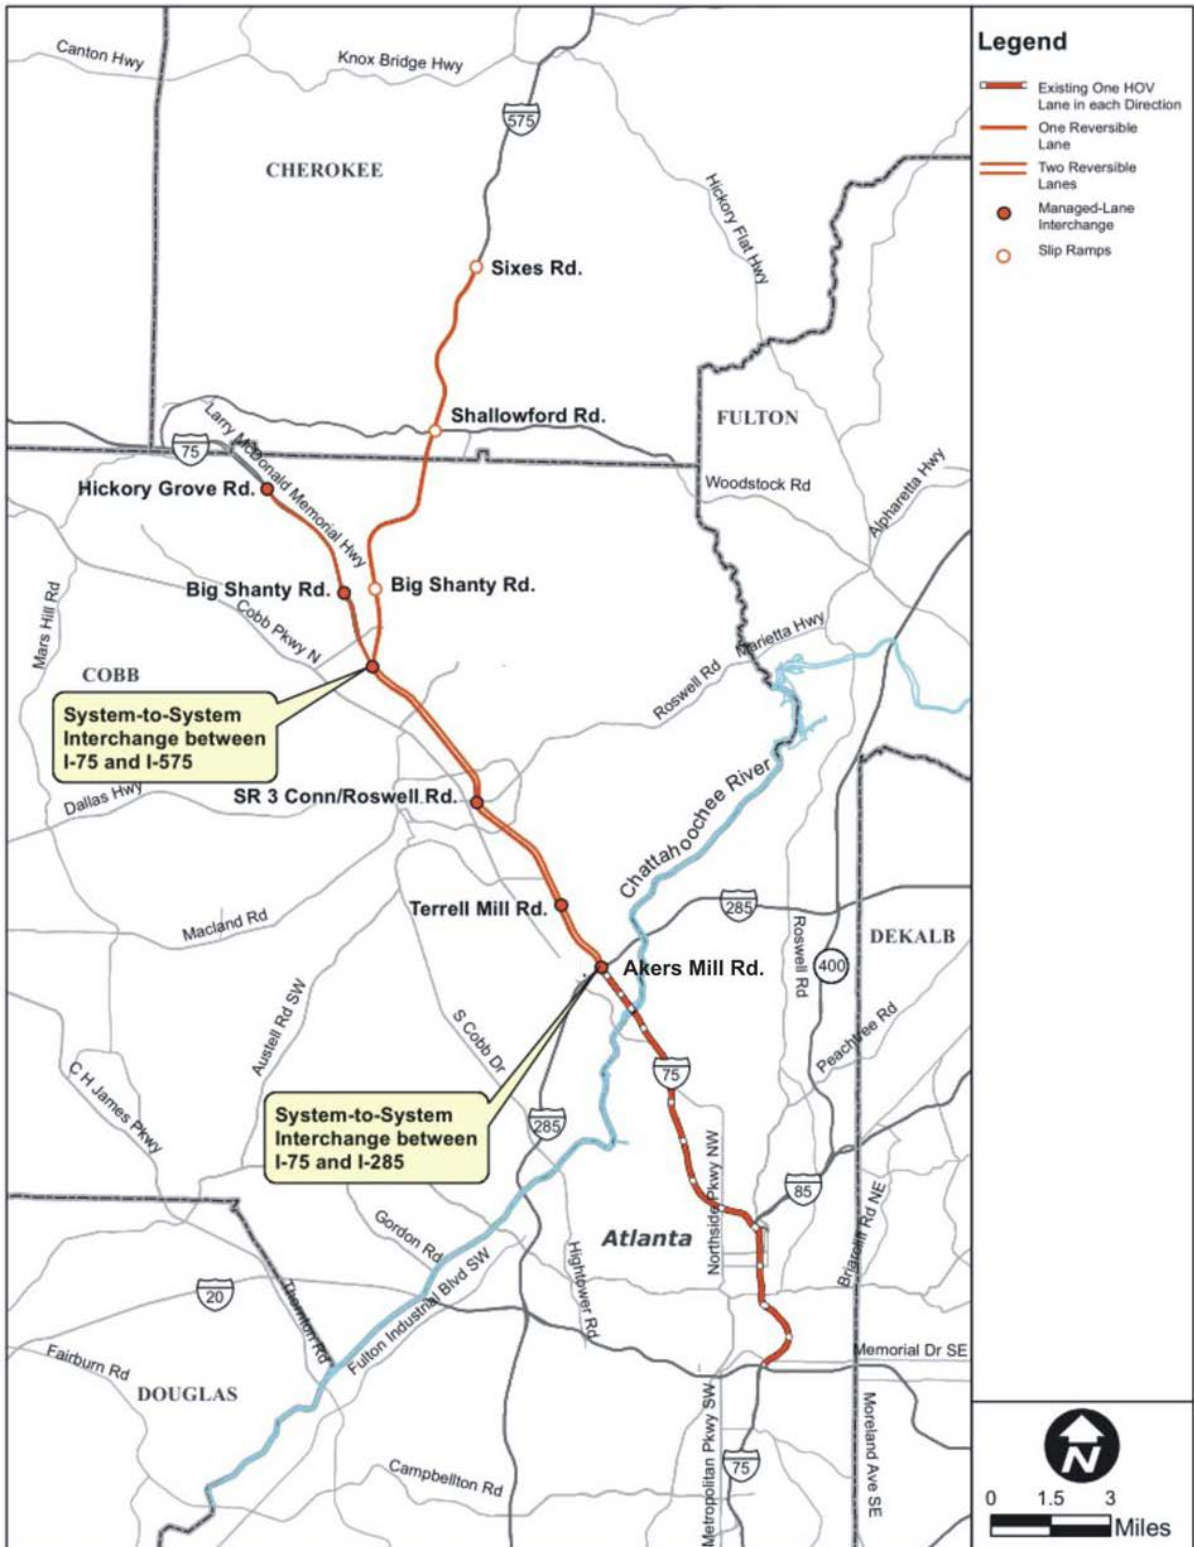 Legend
Existing One HOV
Lane in each Direction
One Reversible
Lane
Two Reversible
Lanes
Managed-Lane
Interchange
Slip Ramps
Canton Hwy
Knox Bridge Hwy
575
CHEROKEE
Hickory Flat Hwy
Sixes Rd.
Shallowford Rd.
FULTON
Larry McDonald Memorial Hwy
75
Hickory Grove Rd.
Woodstock Rd
Alpharetta Hwy
Big Shanty Rd.
Big Shanty Rd.
Mars Hill Rd
Cobb Pkwy N
Marietta Hwy
Roswell Rd
COBB
System-to-System
Interchange between
I-75 and I-575
Dallas Hwy
SR 3 Conn/Roswell Rd.
Chattahoochee River
Terrell Mill Rd.
285
Macland Rd
DEKALB
Roswell Rd
400
Akers Mill Rd.
Austell Rd SW
S Cobb Dr
Peachtree Rd
75
C H James Pkwy
System-to-System
Interchange between
I-75 and I-285
285
Northside Pkwy NW
85
Briarcliff Rd NE
Gordon Rd
Atlanta
Hightower Rd
Fulton Industrial Blvd SW
20
Thornton Rd
Fairburn Rd
Memorial Dr SE
DOUGLAS
Metropolitan Pkwy SW
Moreland Ave SE
75
Campbellton Rd
N
0 1.5 3
Miles